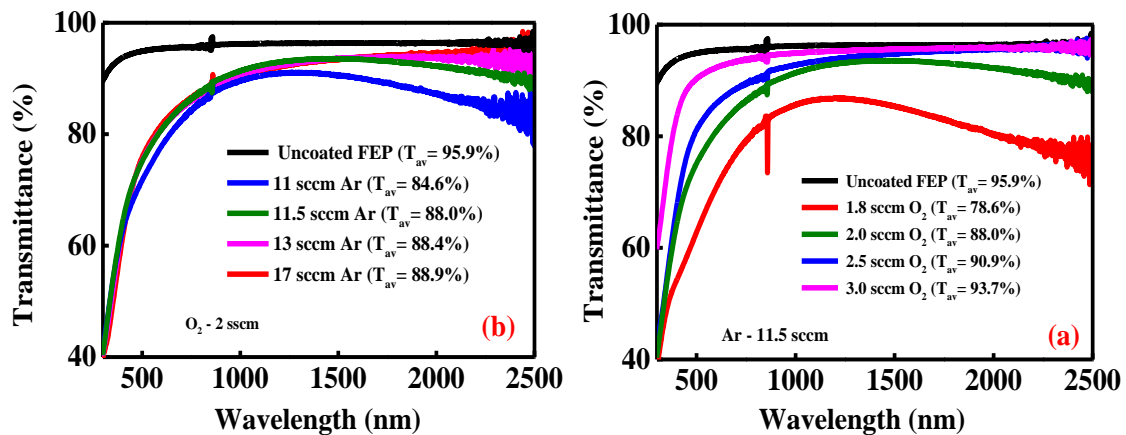 100
80
60
40
Transmittance (%)
Uncoated FEP (Tav= 95.9%)
11 sccm Ar (Tav= 84.6%)
11.5 sccm Ar (Tav= 88.0%)
13 sccm Ar (Tav= 88.4%)
17 sccm Ar (Tav= 88.9%)
O2 - 2 sscm
(b)
500 1000 1500 2000 2500
Wavelength (nm)
100
80
60
40
Transmittance (%)
Uncoated FEP (Tav= 95.9%)
1.8 sccm O2 (Tav= 78.6%)
2.0 sccm O2 (Tav= 88.0%)
2.5 sccm O2 (Tav= 90.9%)
3.0 sccm O2 (Tav= 93.7%)
Ar - 11.5 sccm
(a)
500 1000 1500 2000 2500
Wavelength (nm)